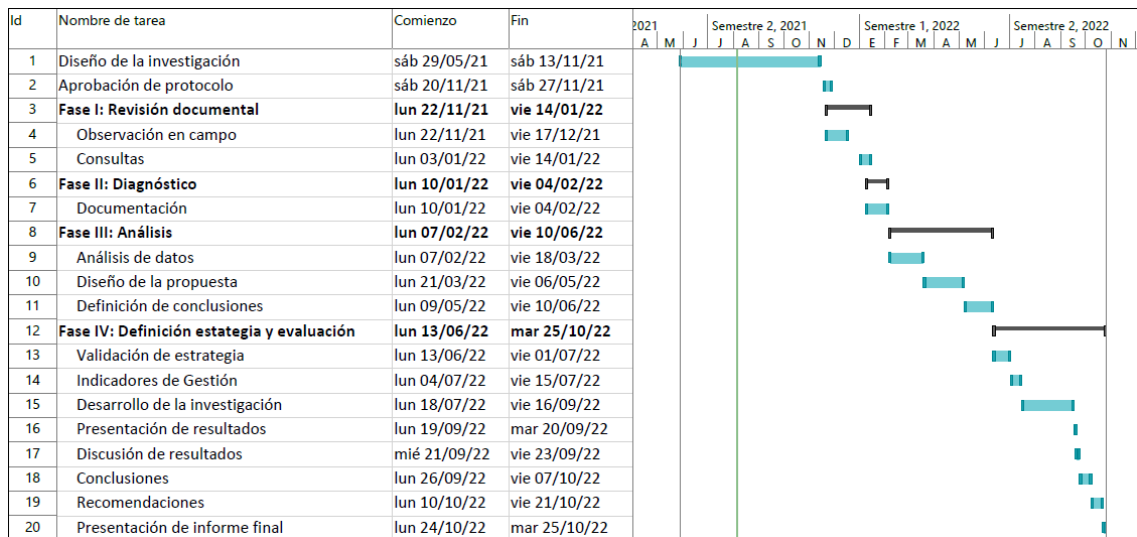 Id Nombre de tarea Comienzo Fin 2021 Semestre 2, 2021 Semestre 1, 2022 Semestre 2, 2022
A M J J A S O N D E F M A M J J A S O N
1 Diseño de la investigación sáb 29/05/21 sáb 13/11/21
2 Aprobación de protocolo sáb 20/11/21 sáb 27/11/21
3 Fase I: Revisión documental lun 22/11/21 vie 14/01/22
4 Observación en campo lun 22/11/21 vie 17/12/21
5 Consultas lun 03/01/22 vie 14/01/22
6 Fase II: Diagnóstico lun 10/01/22 vie 04/02/22
7 Documentación lun 10/01/22 vie 04/02/22
8 Fase III: Análisis lun 07/02/22 vie 10/06/22
9 Análisis de datos lun 07/02/22 vie 18/03/22
10 Diseño de la propuesta lun 21/03/22 vie 06/05/22
11 Definición de conclusiones lun 09/05/22 vie 10/06/22
12 Fase IV: Definición estategia y evaluación lun 13/06/22 mar 25/10/22
13 Validación de estrategia lun 13/06/22 vie 01/07/22
14 Indicadores de Gestión lun 04/07/22 vie 15/07/22
15 Desarrollo de la investigación lun 18/07/22 vie 16/09/22
16 Presentación de resultados lun 19/09/22 mar 20/09/22
17 Discusión de resultados mié 21/09/22 vie 23/09/22
18 Conclusiones lun 26/09/22 vie 07/10/22
19 Recomendaciones lun 10/10/22 vie 21/10/22
20 Presentación de informe final lun 24/10/22 mar 25/10/22